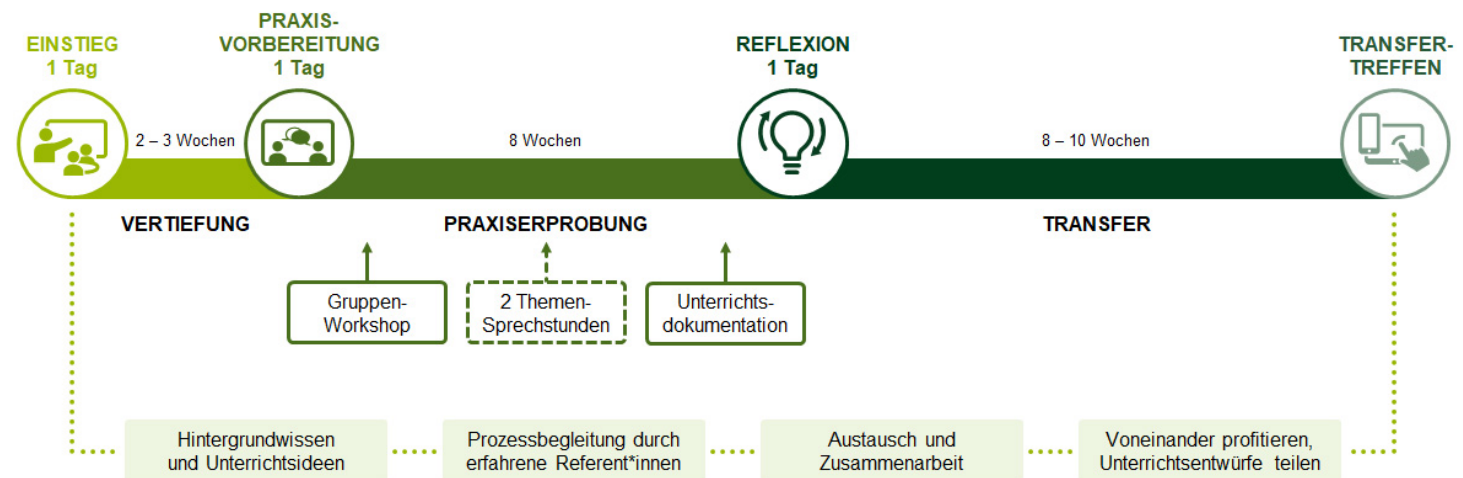 EINSTIEG
1 Tag
PRAXIS-
VORBEREITUNG
1 Tag
REFLEXION
1 Tag
TRANSFER-
TREFFEN
2 – 3 Wochen
8 Wochen
8 – 10 Wochen
VERTIEFUNG
PRAXISERPROBUNG
TRANSFER
Gruppen-
Workshop
2 Themen-
Sprechstunden
Unterrichts-
dokumentation
Hintergrundwissen
und Unterrichtsideen
Prozessbegleitung durch
erfahrene Referent*innen
Austausch und
Zusammenarbeit
Voneinander profitieren,
Unterrichtsentwürfe teilen